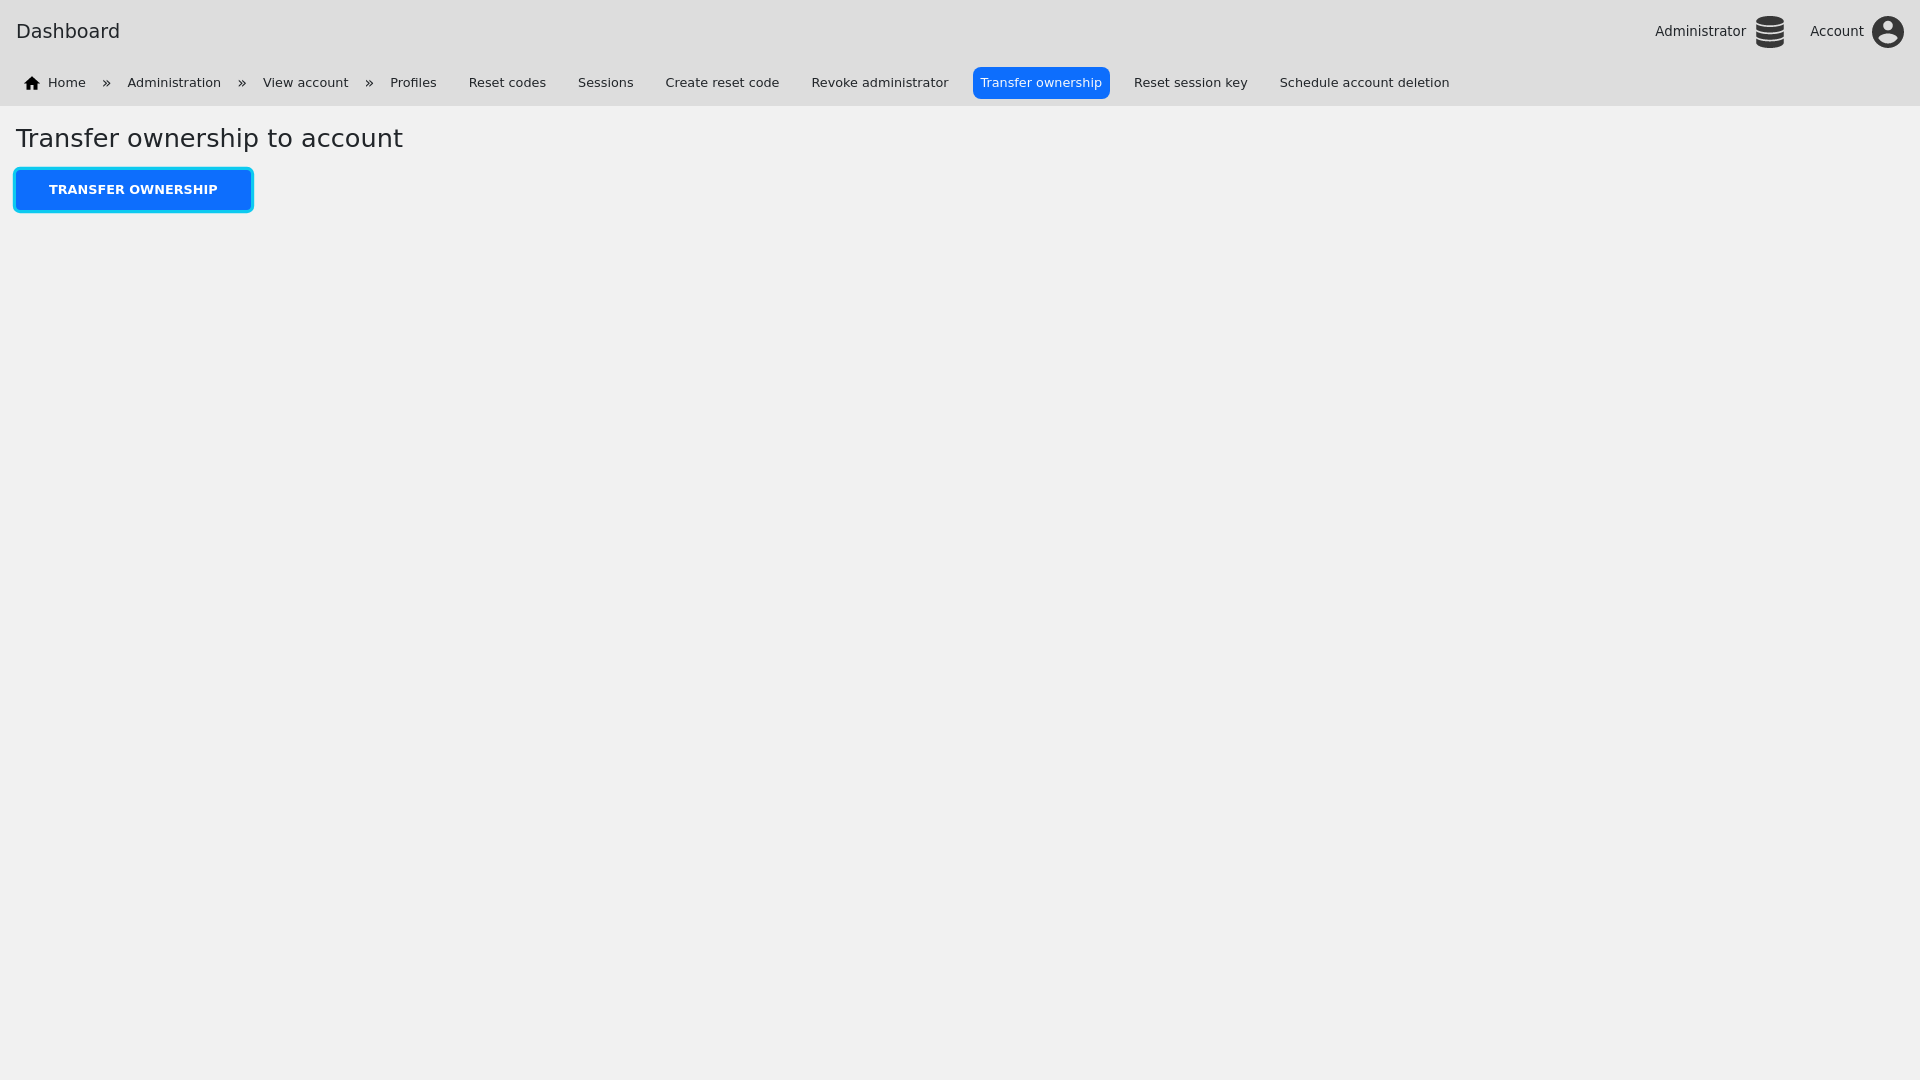 Dashboard
Administrator
Account
Home » Administration » View account » Profiles Reset codes Sessions Create reset code Revoke administrator Transfer ownership Reset session key Schedule account deletion
Transfer ownership to account
TRANSFER OWNERSHIP